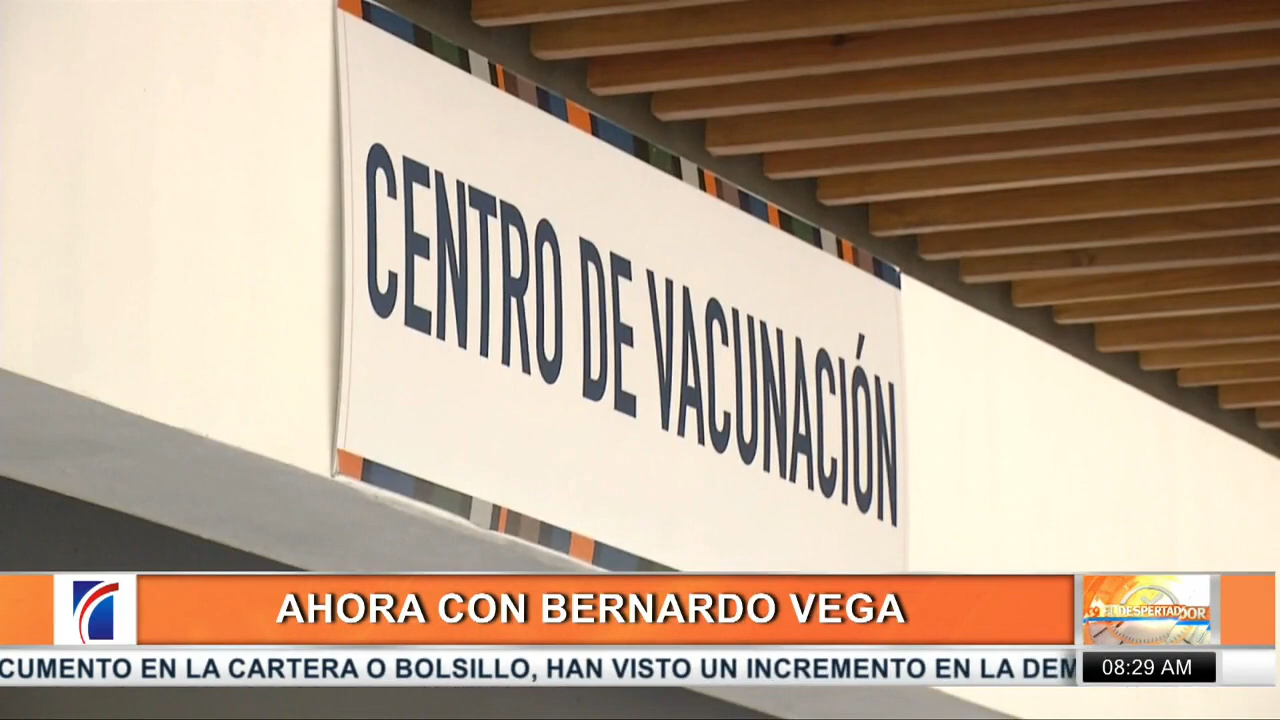 CENTRO DE VACUNACIÓN
AHORA CON BERNARDO VEGA
EL DESPERTADOR
CUMENTO EN LA CARTERA O BOLSILLO, HAN VISTO UN INCREMENTO EN LA DEM
08:29 AM